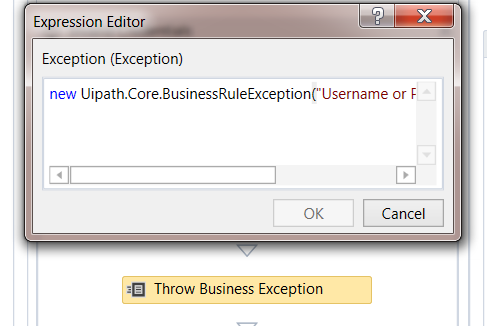 Expression Editor
?
Exception (Exception)
new Uipath.Core.BusinessRuleException("Username or
OK
Cancel
Throw Business Exception